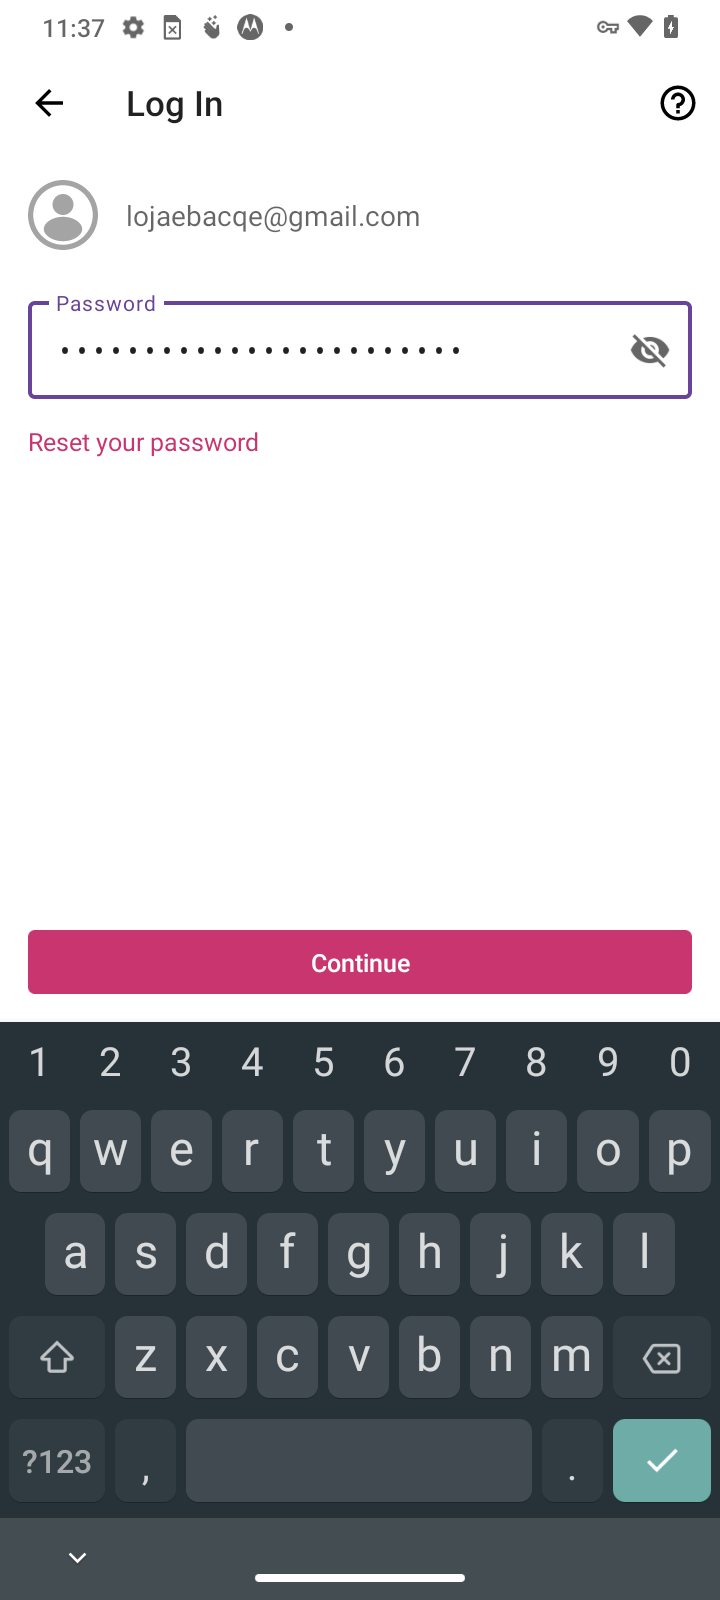 11:37
Log In
lojaebacqe@gmail.com
Password
••••••••••••••••••••••••
Reset your password
Continue
1 2 3 4 5 6 7 8 9 0
q w e r t y u i o p
a s d f g h j k l
z x c v b n m
?123 , .